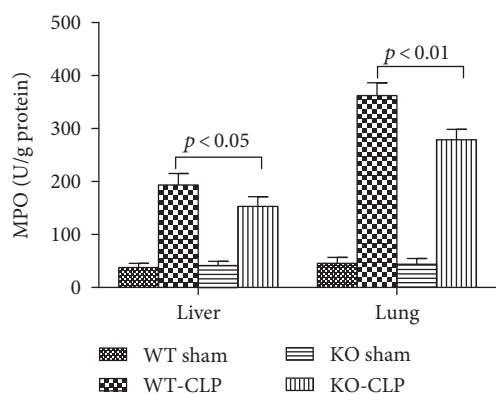 500
400
300
200
100
0
MPO (U/g protein)
p < 0.05
p < 0.01
Liver
Lung
WT sham
KO sham
WT-CLP
KO-CLP